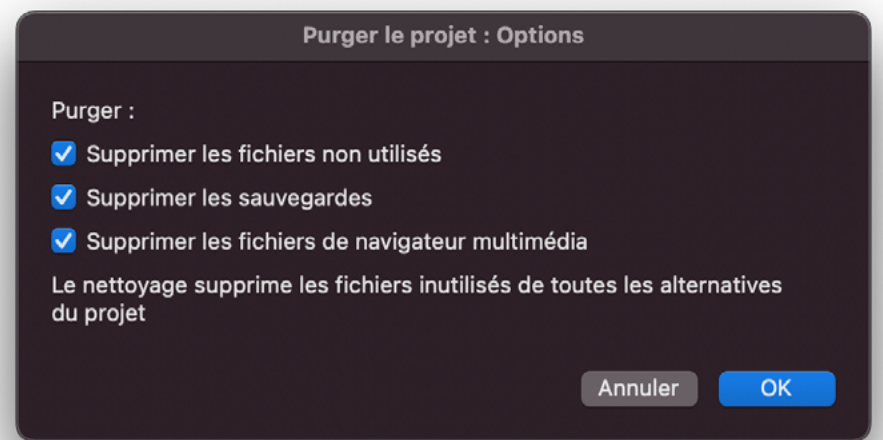 Purger le projet : Options
Purger :
Supprimer les fichiers non utilisés
Supprimer les sauvegardes
Supprimer les fichiers de navigateur multimédia
Le nettoyage supprime les fichiers inutilisés de toutes les alternatives
du projet
Annuler
OK